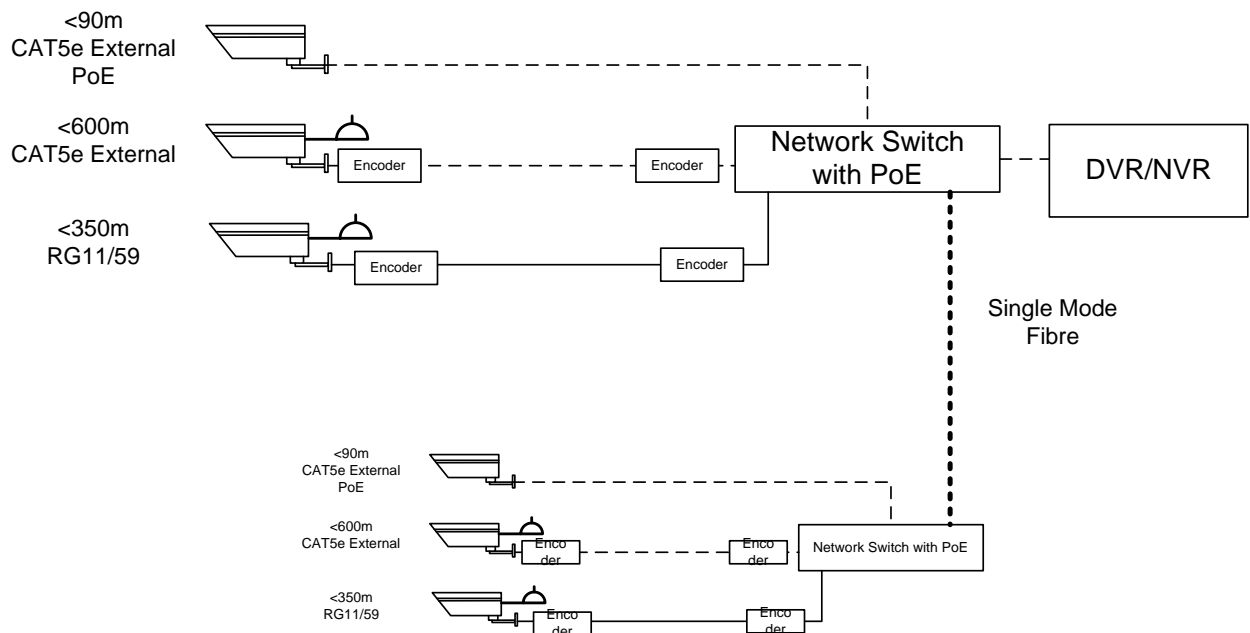 <90m
CAT5e External
PoE
<600m
CAT5e External
Encoder
Encoder
Network Switch
with PoE
DVR/NVR
<350m
RG11/59
Encoder
Encoder
Single Mode
Fibre
<90m
CAT5e External
PoE
<600m
CAT5e External
Enco
der
Enco
der
Network Switch with PoE
<350m
RG11/59
Enco
der
Enco
der